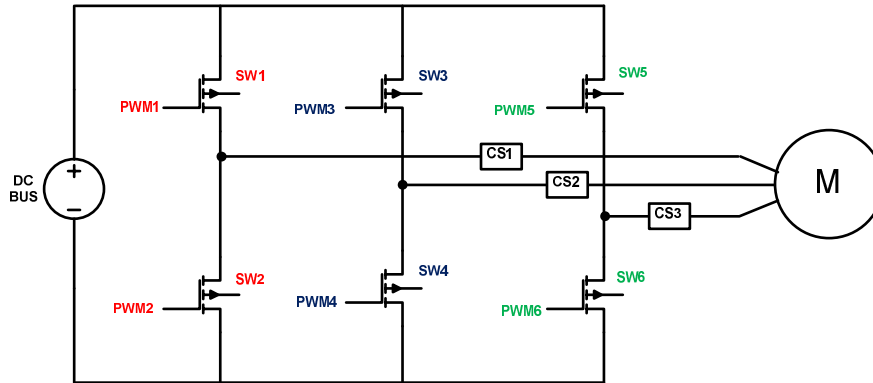 SW1
SW3
SW5
PWM1
PWM3
PWM5
CS1
+
DC
BUS
CS2
M
CS3
−
SW2
SW4
SW6
PWM2
PWM4
PWM6